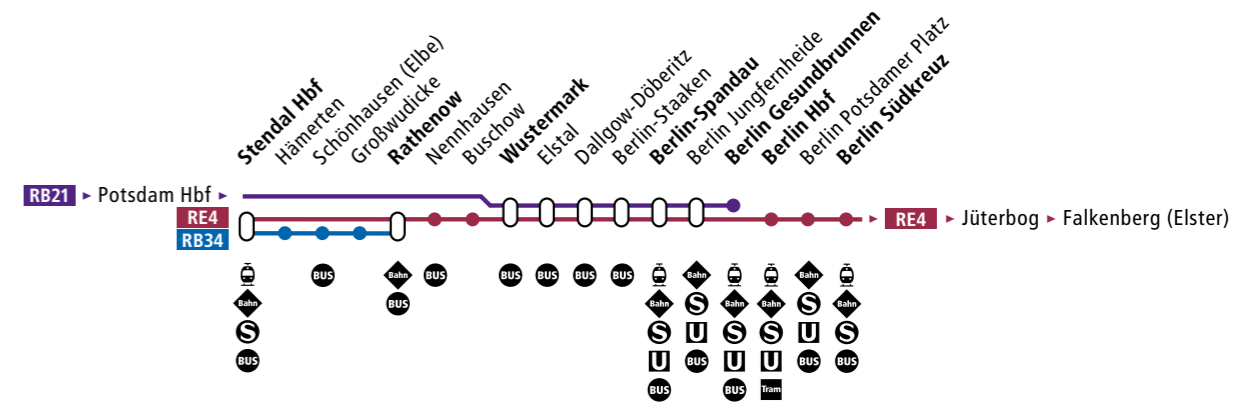 Stendal Hbf
Hämerten
Schönhausen (Elbe)
Großwudicke
Rathenow
Nennhausen
Buschow
Wustermark
Elstal
Dallgow-Döberitz
Berlin-Staaken
Berlin-Spandau
Berlin Jungfernheide
Berlin Gesundbrunnen
Berlin Hbf
Berlin Potsdamer Platz
Berlin Südkreuz
RB21 ► Potsdam Hbf ►
RE4
RB34
► RE4 ► Jüterbog ► Falkenberg (Elster)
BUS Bahn BUS BUS BUS BUS BUS Bahn Bahn
Bahn BUS Bahn S Bahn Bahn S Bahn
S S U S S U S
BUS U BUS U U BUS BUS
BUS BUS Tram